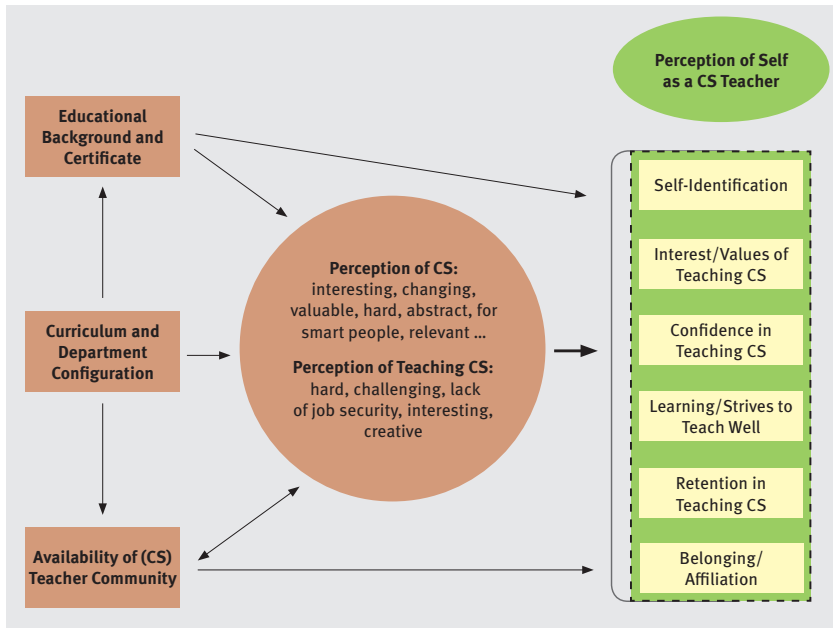 Perception of Self
as a CS Teacher
Educational
Background and
Certificate
Curriculum and
Department
Configuration
Availability of (CS)
Teacher Community
Perception of CS:
interesting, changing,
valuable, hard, abstract, for
smart people, relevant ...
Perception of Teaching CS:
hard, challenging, lack
of job security, interesting,
creative
Self-Identification
Interest/Values of
Teaching CS
Confidence in
Teaching CS
Learning/Strives to
Teach Well
Retention in
Teaching CS
Belonging/
Affiliation